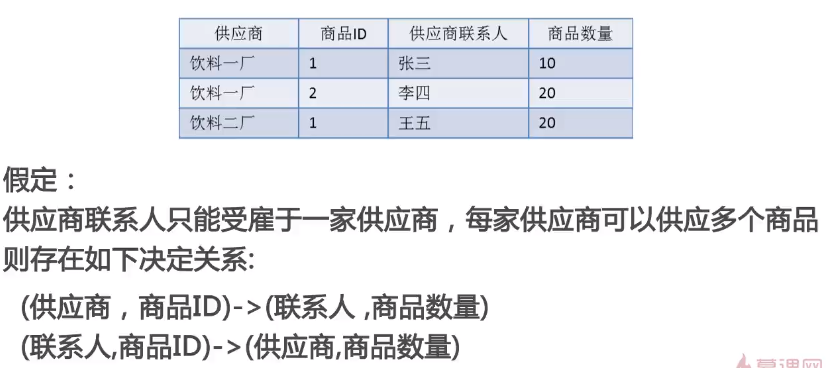 供应商 商品ID 供应商联系人 商品数量
饮料一厂 1 张三 10
饮料一厂 2 李四 20
饮料二厂 1 王五 20
假定：
供应商联系人只能受雇于一家供应商，每家供应商可以供应多个商品
则存在如下决定关系:
(供应商，商品ID)->(联系人,商品数量)
(联系人,商品ID)->(供应商,商品数量)
慕课网